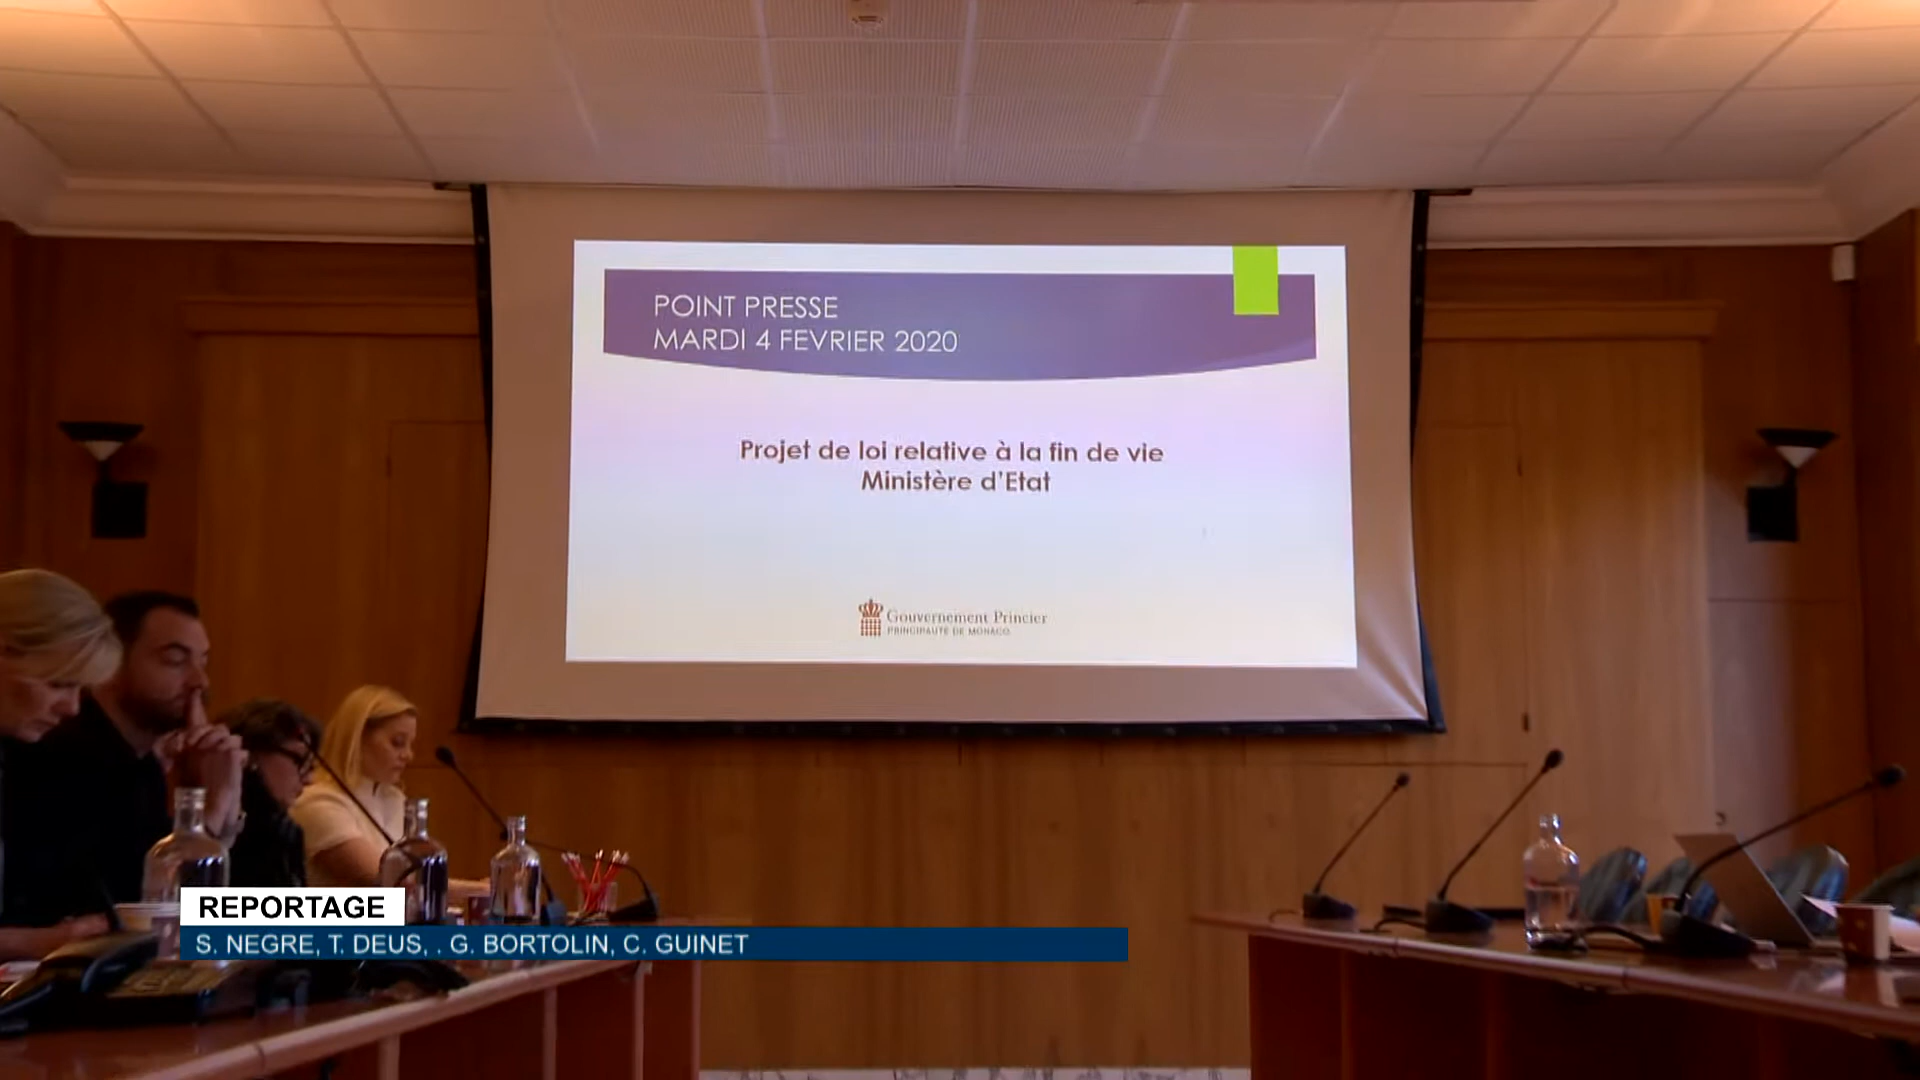 POINT PRESSE
MARDI 4 FEVRIER 2020
Projet de loi relative à la fin de vie
Ministère d'Etat
Gouvernement Princier
PRINCIPAUTÉ DE MONACO
REPORTAGE
S. NEGRE, T. DEUS, . G. BORTOLIN, C. GUINET